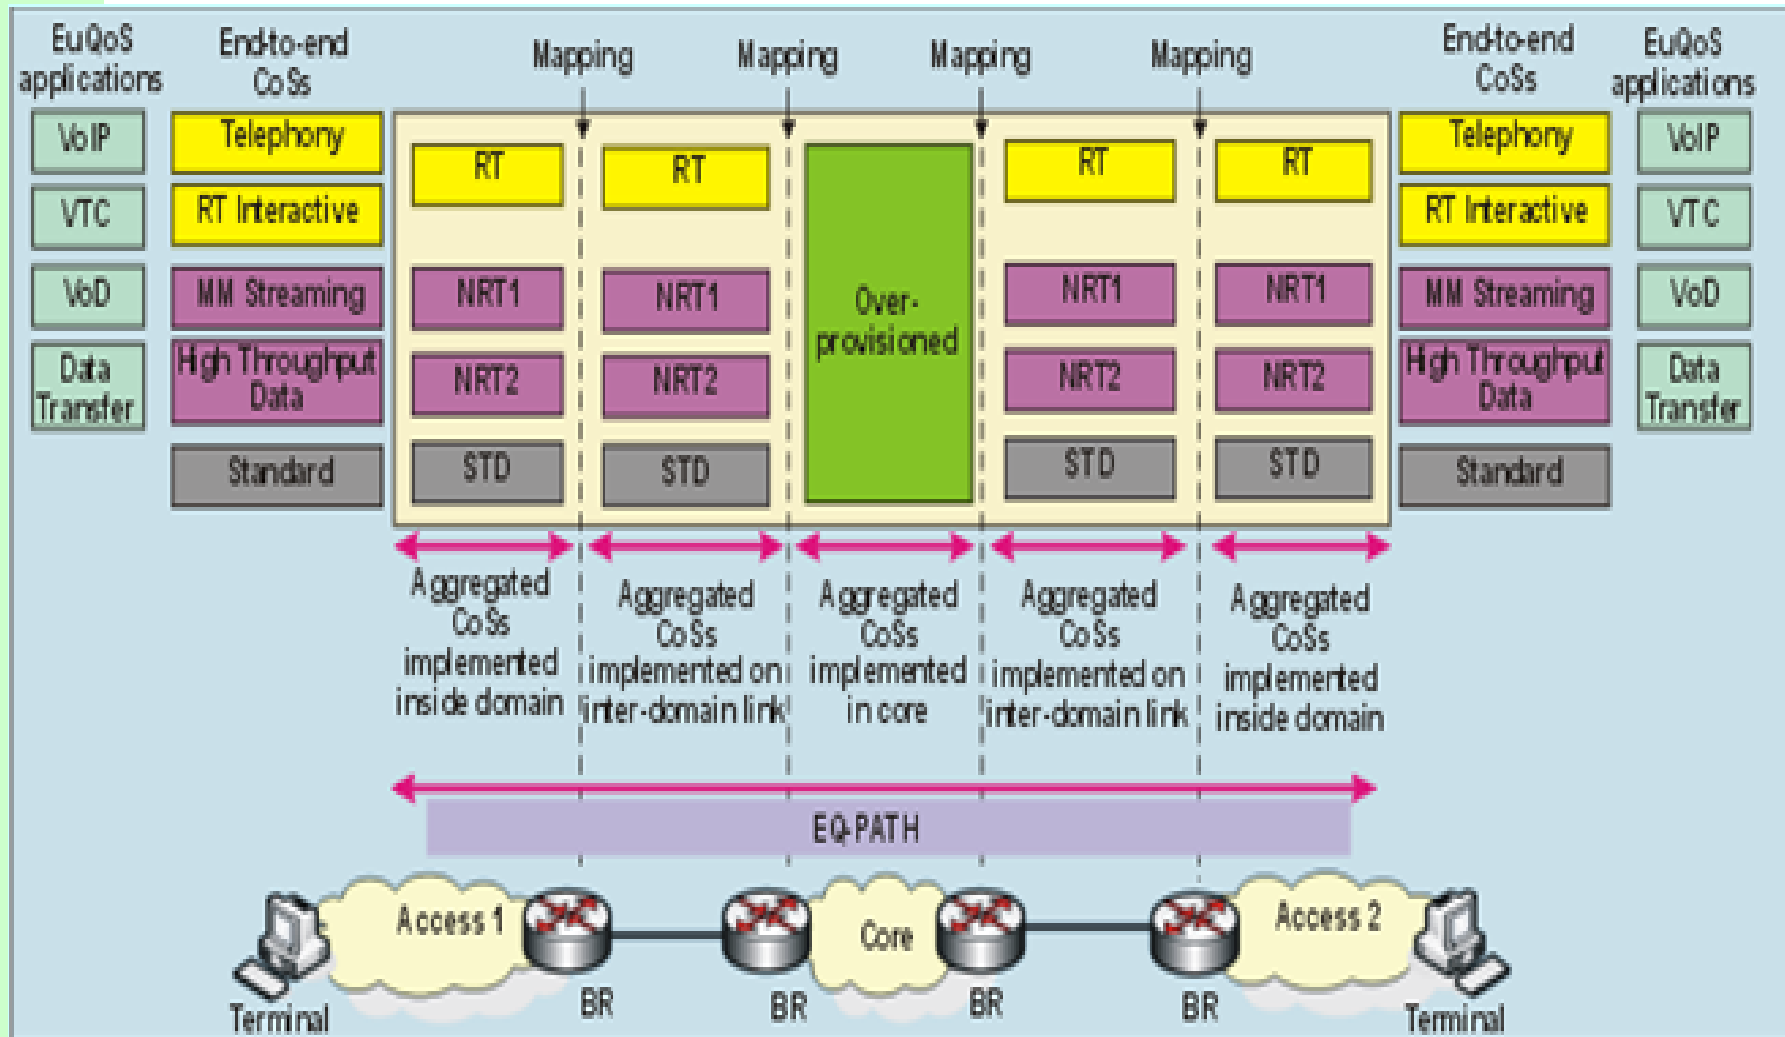 EuQoS
applications
End-to-end
CoSs
Mapping
Mapping
Mapping
Mapping
End-to-end
CoSs
EuQoS
applications
VoIP
Telephony
RT
RT
RT
RT
Telephony
VoIP
VTC
RT Interactive
RT Interactive
VTC
VoD
MM Streaming
NRT1
NRT1
Over-
provisioned
NRT1
NRT1
MM Streaming
VoD
Data
Transfer
High Throughput
Data
NRT2
NRT2
NRT2
NRT2
High Throughput
Data
Data
Transfer
Standard
STD
STD
STD
STD
Standard
Aggregated
CoSs
implemented
inside domain
Aggregated
CoSs
implemented on
inter-domain link
Aggregated
CoSs
implemented
in core
Aggregated
CoSs
implemented on
inter-domain link
Aggregated
CoSs
implemented
inside domain
EQ-PATH
Access 1
Core
Access 2
Terminal
BR
BR
BR
BR
Terminal